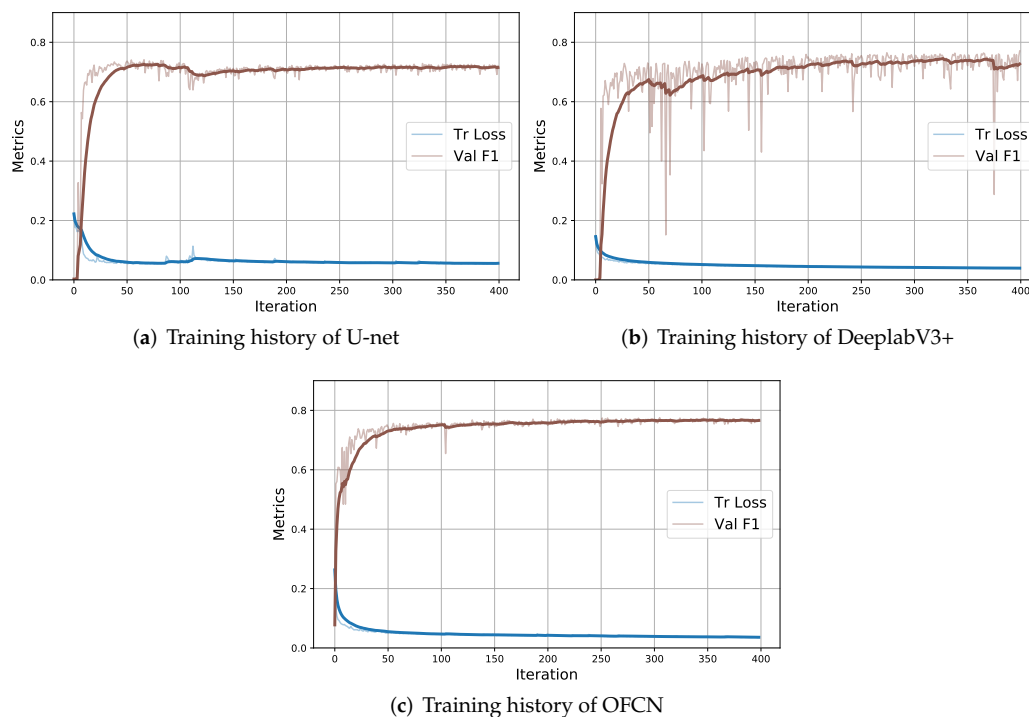 0.8
0.6
0.4
0.2
0.0
Metrics
Tr Loss
Val F1
0 50 100 150 200 250 300 350 400
Iteration
(a) Training history of U-net
0.8
0.6
0.4
0.2
0.0
Metrics
Tr Loss
Val F1
0 50 100 150 200 250 300 350 400
Iteration
(b) Training history of DeeplabV3+
0.8
0.6
0.4
0.2
0.0
Metrics
Tr Loss
Val F1
0 50 100 150 200 250 300 350 400
Iteration
(c) Training history of OFCN